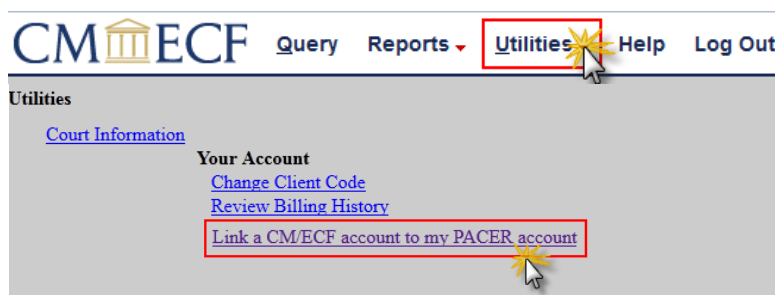 CM ECF Query Reports Utilities Help Log Out
Utilities
Court Information
Your Account
Change Client Code
Review Billing History
Link a CM/ECF account to my PACER account